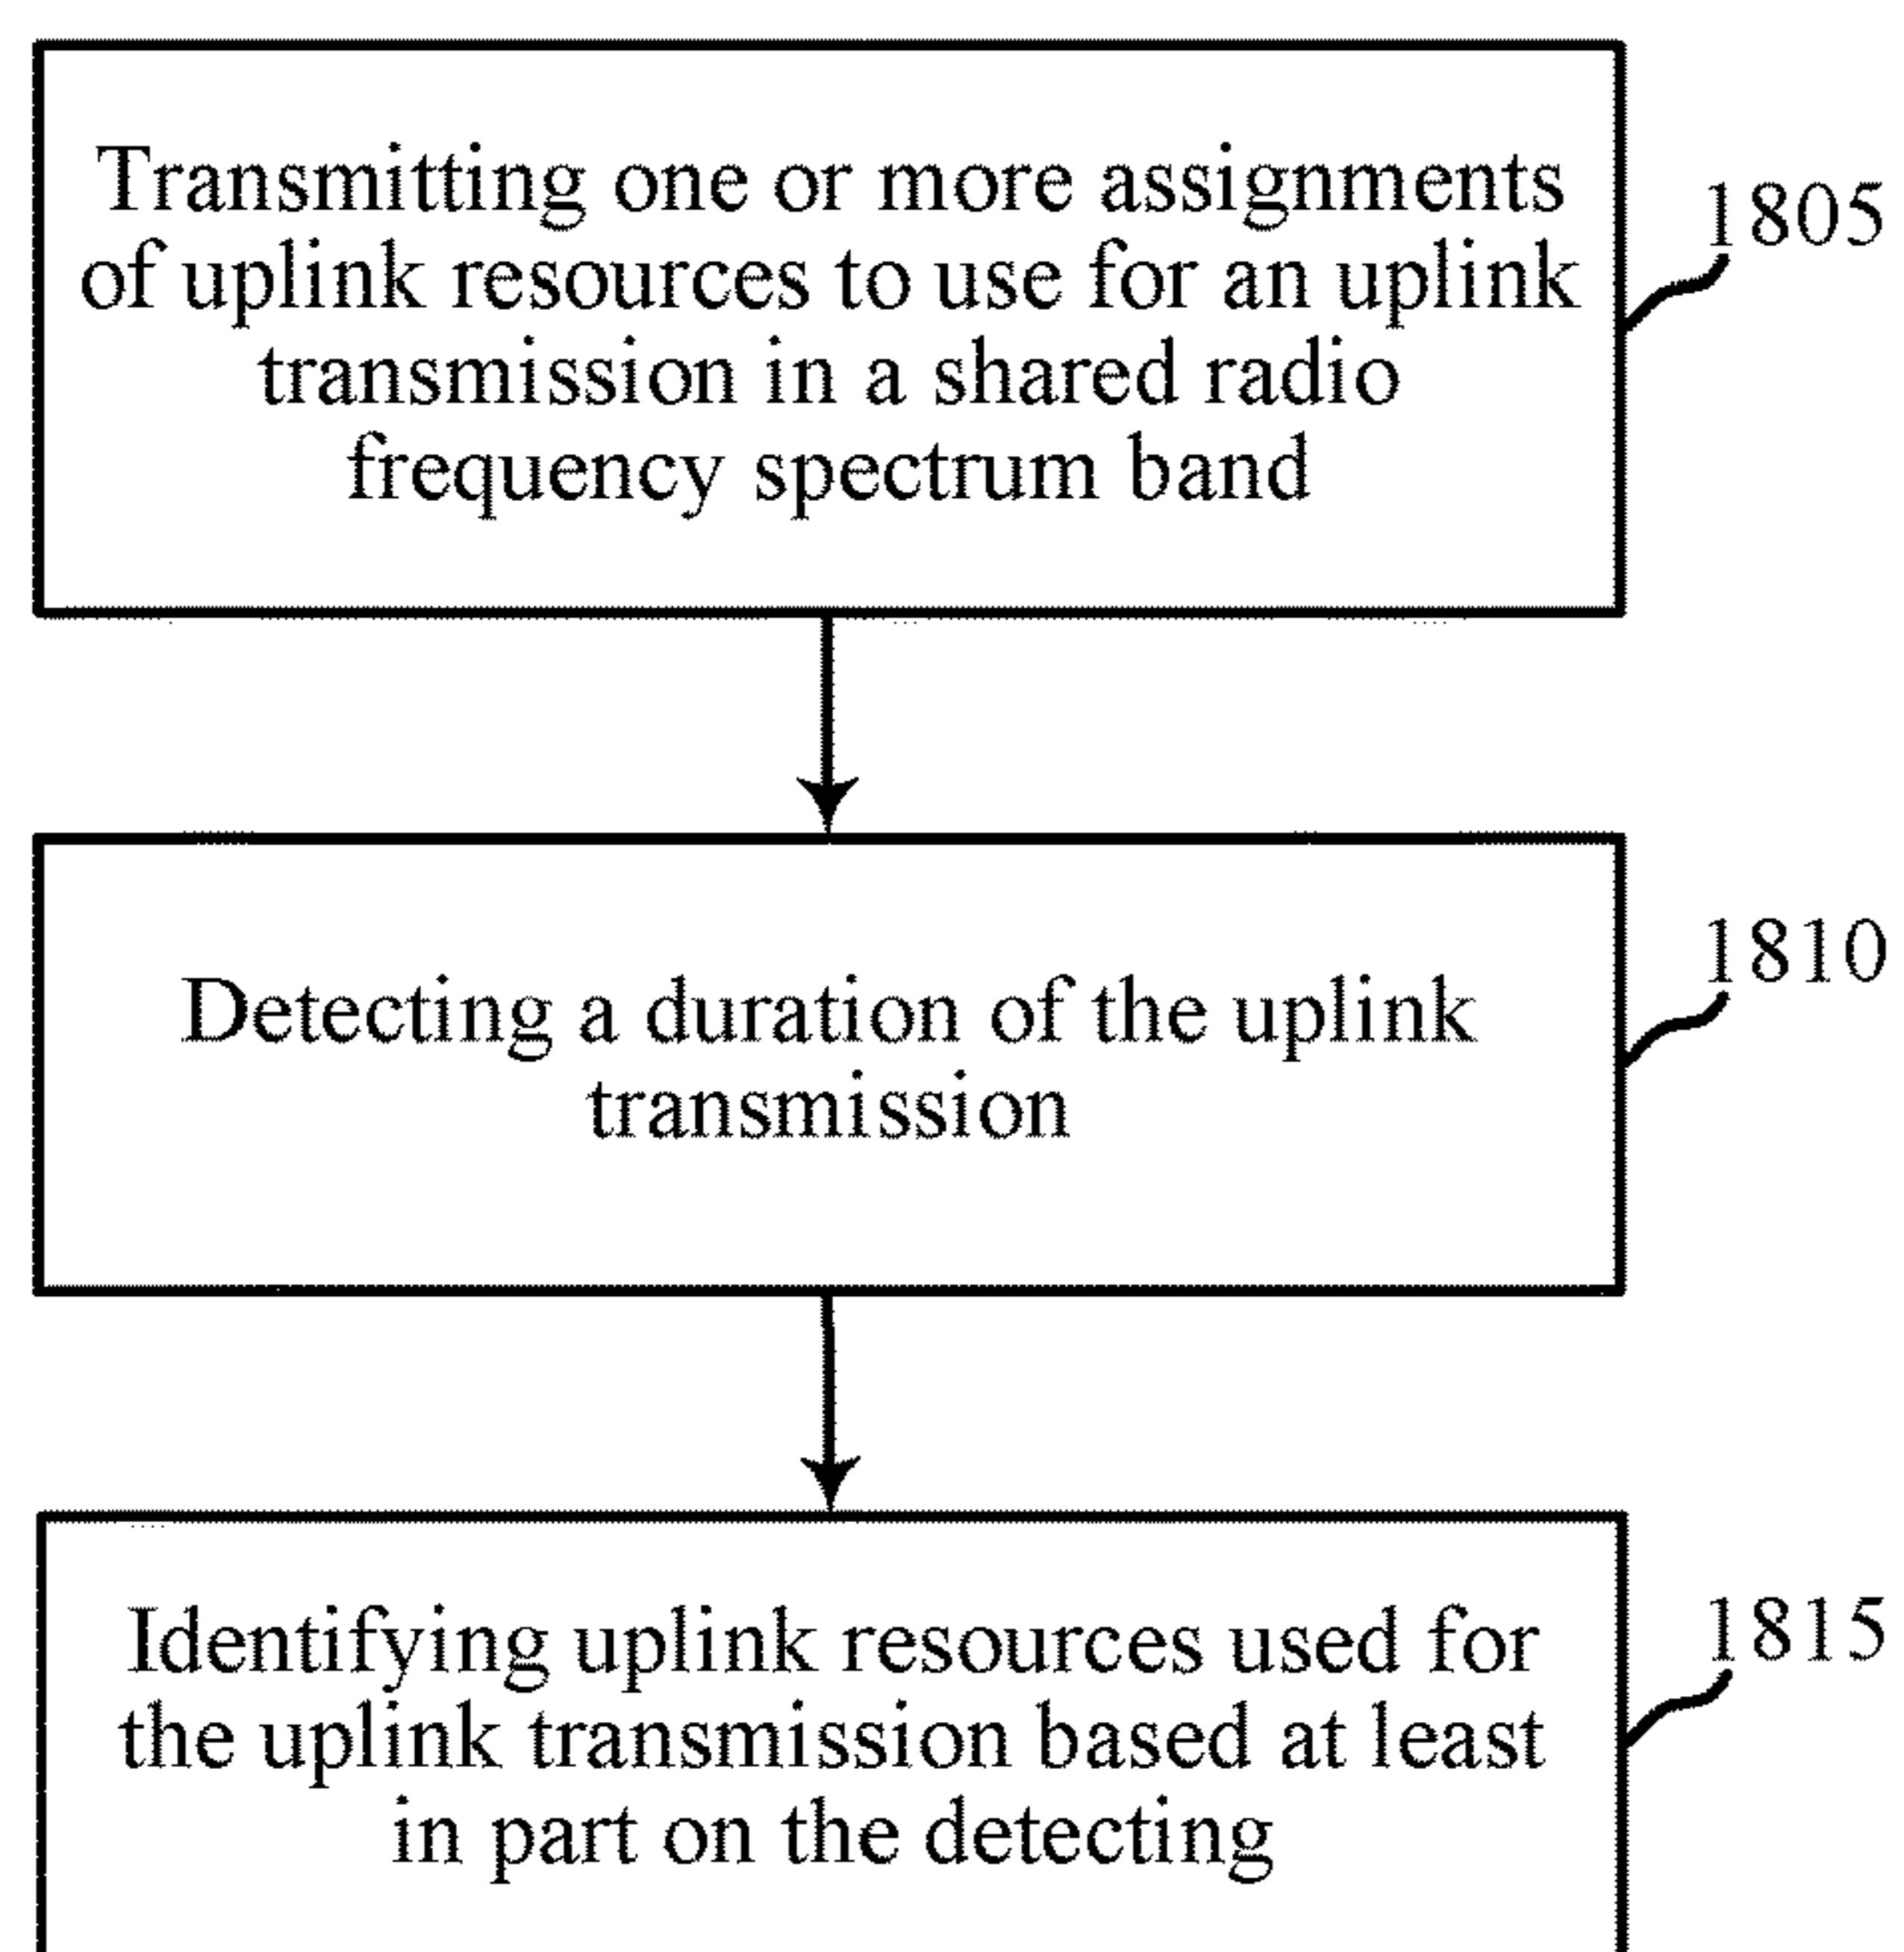 Transmitting one or more assignments
of uplink resources to use for an uplink
transmission in a shared radio
frequency spectrum band
1805
Detecting a duration of the uplink
transmission
1810
Identifying uplink resources used for
the uplink transmission based at least
in part on the detecting
1815